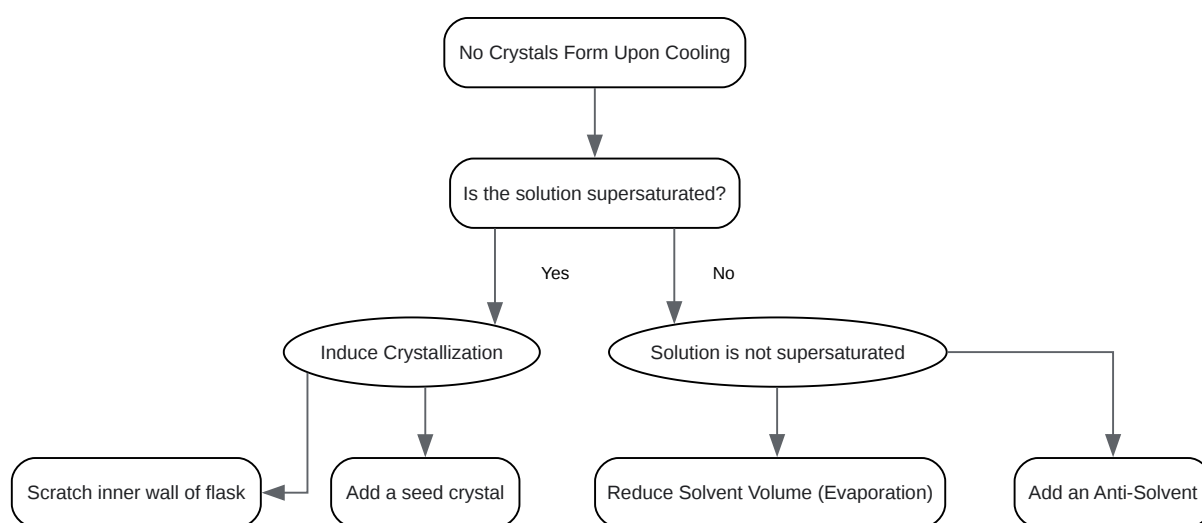 No Crystals Form Upon Cooling
Is the solution supersaturated?
Yes
No
Induce Crystallization
Solution is not supersaturated
Scratch inner wall of flask
Add a seed crystal
Reduce Solvent Volume (Evaporation)
Add an Anti-Solvent